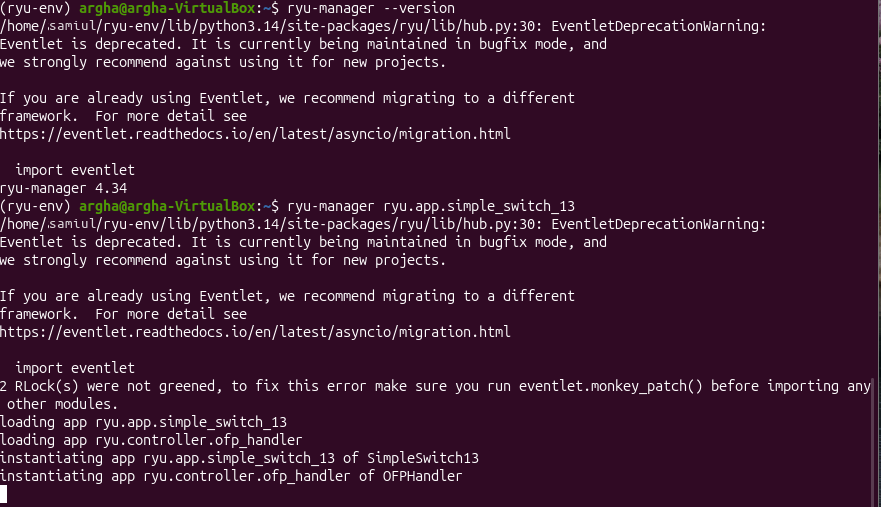 (ryu-env) argha@argha-VirtualBox:~$ ryu-manager --version
/home/samiul/ryu-env/lib/python3.14/site-packages/ryu/lib/hub.py:30: EventletDeprecationWarning:
Eventlet is deprecated. It is currently being maintained in bugfix mode, and
we strongly recommend against using it for new projects.
If you are already using Eventlet, we recommend migrating to a different
framework.  For more detail see
https://eventlet.readthedocs.io/en/latest/asyncio/migration.html
  import eventlet
ryu-manager 4.34
(ryu-env) argha@argha-VirtualBox:~$ ryu-manager ryu.app.simple_switch_13
/home/samiul/ryu-env/lib/python3.14/site-packages/ryu/lib/hub.py:30: EventletDeprecationWarning:
Eventlet is deprecated. It is currently being maintained in bugfix mode, and
we strongly recommend against using it for new projects.
If you are already using Eventlet, we recommend migrating to a different
framework.  For more detail see
https://eventlet.readthedocs.io/en/latest/asyncio/migration.html
  import eventlet
2 RLock(s) were not greened, to fix this error make sure you run eventlet.monkey_patch() before importing any
 other modules.
loading app ryu.app.simple_switch_13
loading app ryu.controller.ofp_handler
instantiating app ryu.app.simple_switch_13 of SimpleSwitch13
instantiating app ryu.controller.ofp_handler of OFPHandler